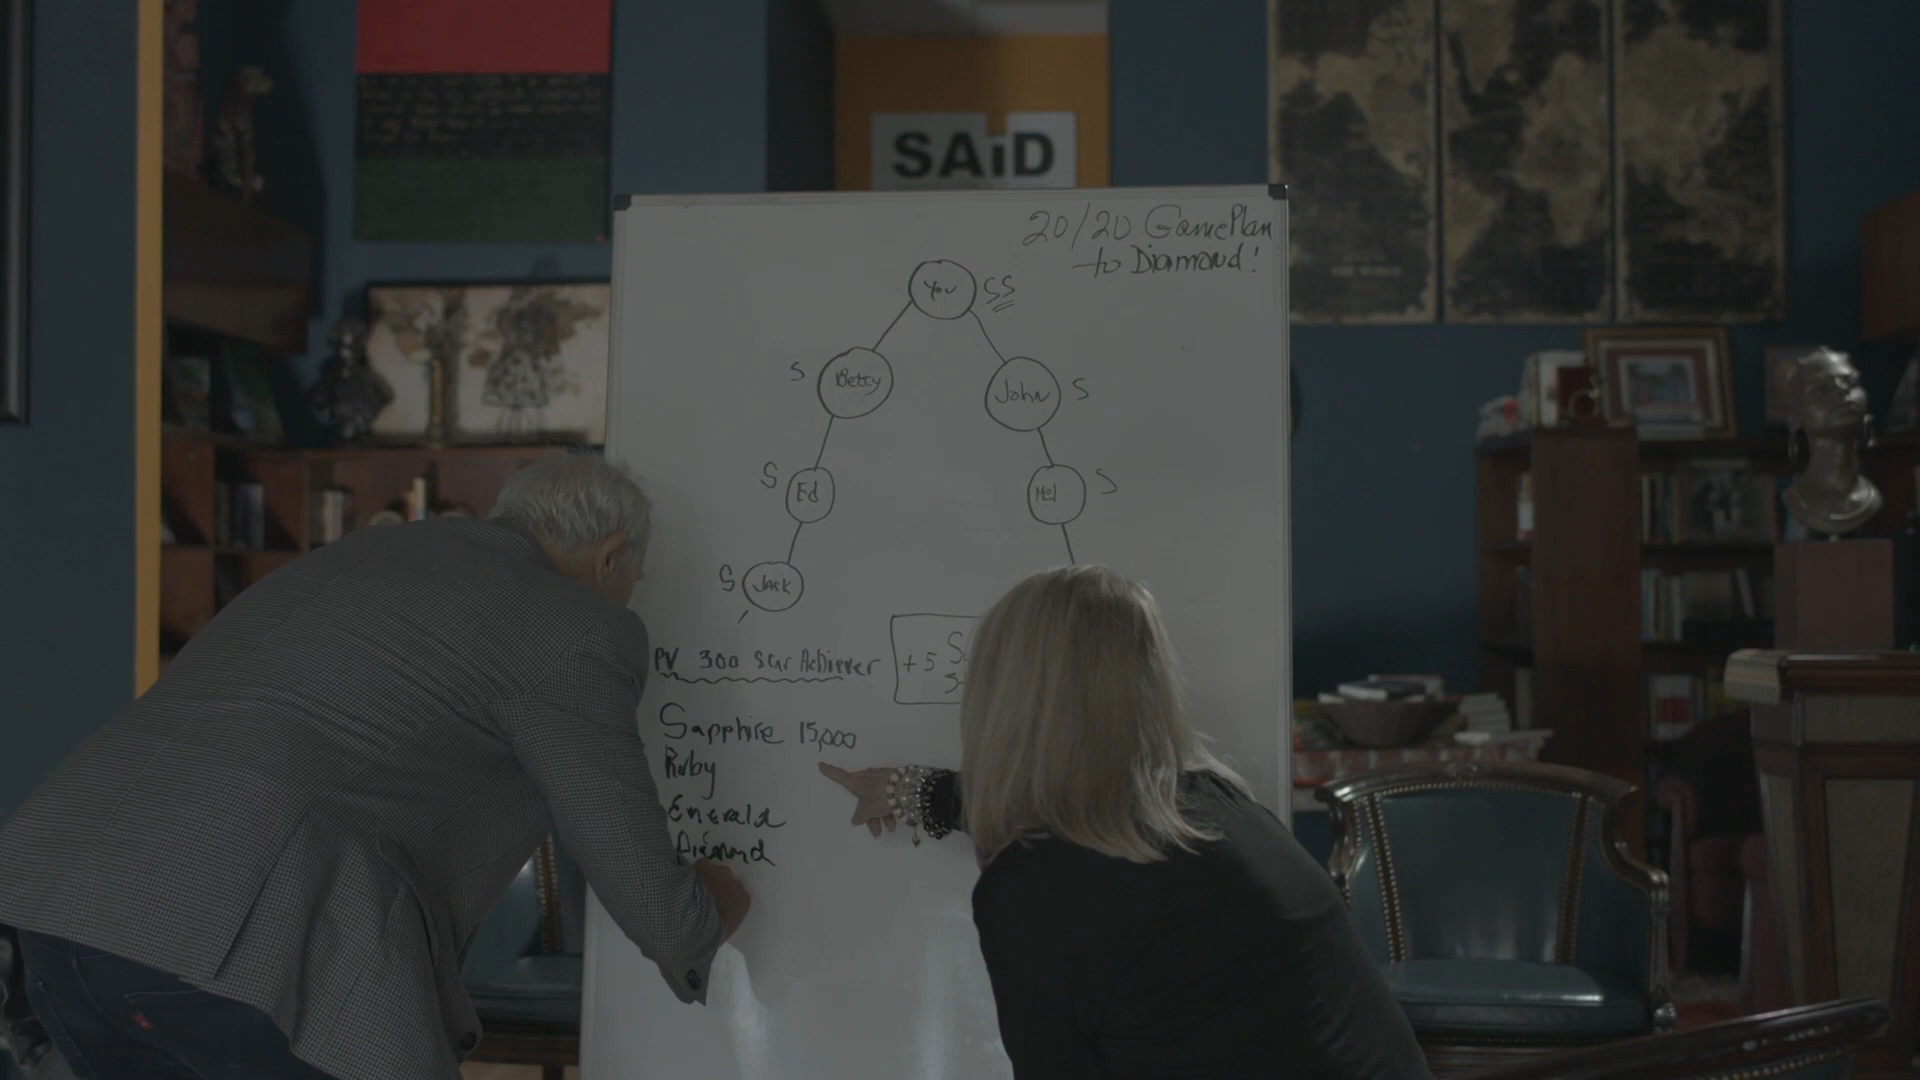 SAiD
20/20 GamePlan
to Diamond!
You SS
S Betty
John S
S Ed
Mel S
S Jack
PV 300 Star Achiever
+5
Sapphire 15,000
Ruby
Emerald
Diamond